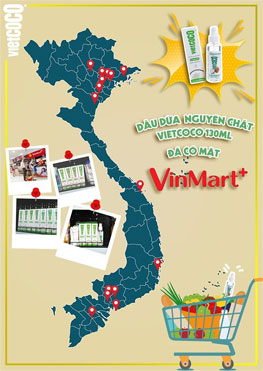 vietcoco
DẦU DỪA NGUYÊN CHẤT
VIETCOCO 130ML
ĐÃ CÓ MẶT
VinMart+